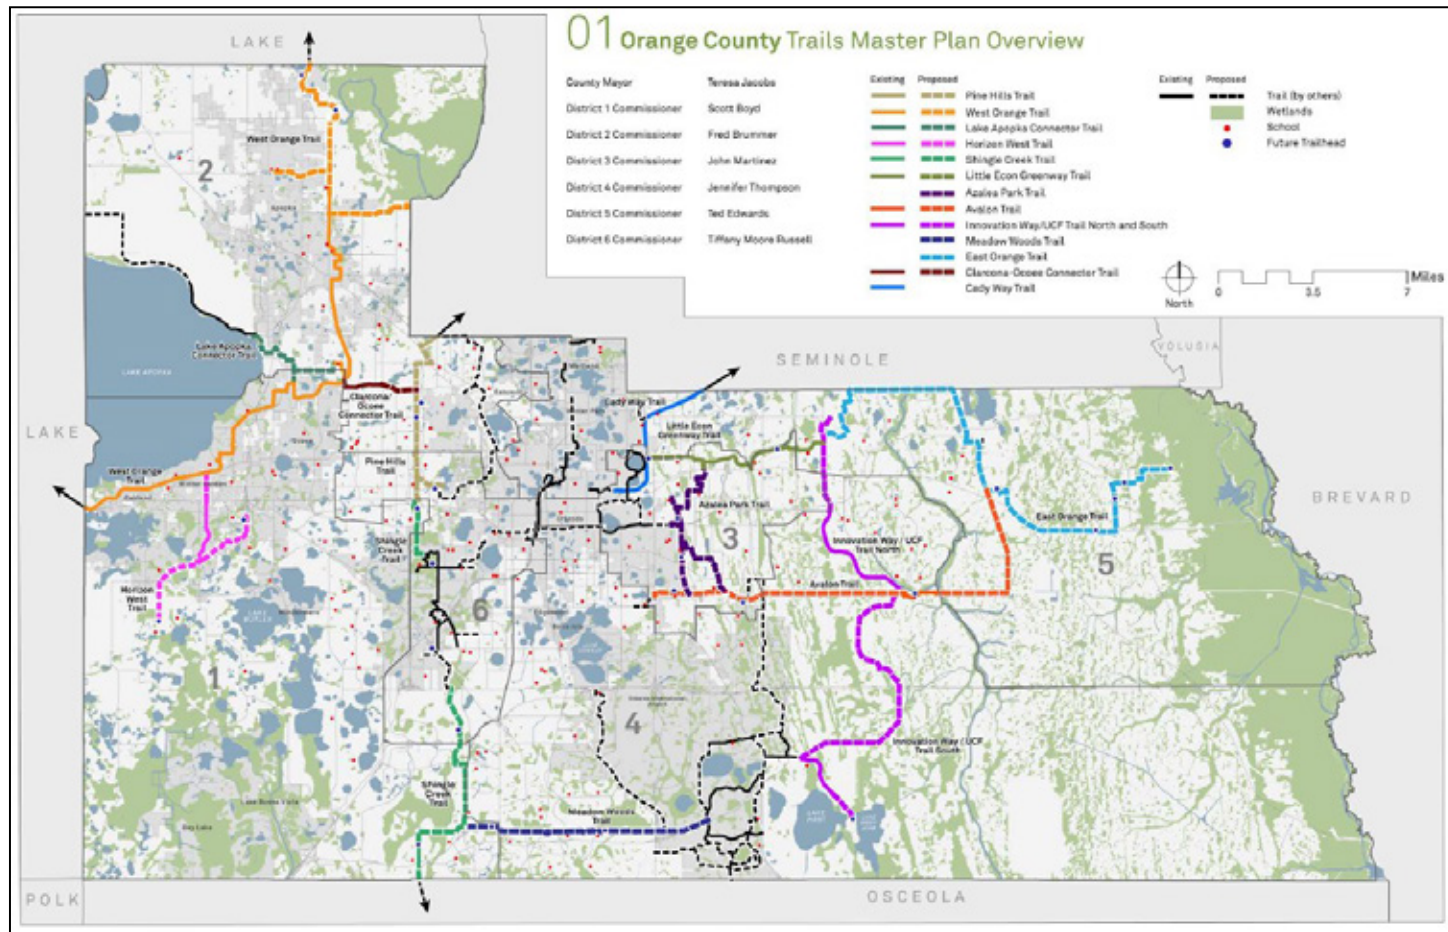 01 Orange County Trails Master Plan Overview
County Mayor Teresa Jacobs
District 1 Commissioner Scott Boyd
District 2 Commissioner Fred Brummer
District 3 Commissioner John Martinez
District 4 Commissioner Jennifer Thompson
District 5 Commissioner Ted Edwards
District 6 Commissioner Tiffany Moore Russell
Existing Proposed
Pine Hills Trail
West Orange Trail
Lake Apopka Connector Trail
Horizon West Trail
Shingle Creek Trail
Little Econ Greenway Trail
Azalea Park Trail
Avalon Trail
Innovation Way/UCF Trail North and South
Meadow Woods Trail
East Orange Trail
Clarcona-Ocoee Connector Trail
Cady Way Trail
Existing Proposed
Trail (by others)
Wetlands
School
Future Trailhead
North
0 3.5 7
Miles
LAKE
West Orange Trail
2
Apopka
Lake Apopka
Connector Trail
LAKE APOPKA
SEMINOLE
VOLUSIA
LAKE
Clarcona/
Ocoee
Connector Trail
Cady Way Trail
Little Econ
Greenway Trail
Pine Hills
Trail
West Orange
Trail
BREVARD
Azalea Park Trail
East Orange Trail
3
Shingle
Creek
Trail
Innovation Way / UCF
Trail North
5
Avalon Trail
Horizon
West
Trail
6
1
4
Innovation Way / UCF
Trail South
Shingle
Creek
Trail
Meadow Woods
Trail
Lake Buena Vista
Bay Lake
POLK
OSCEOLA